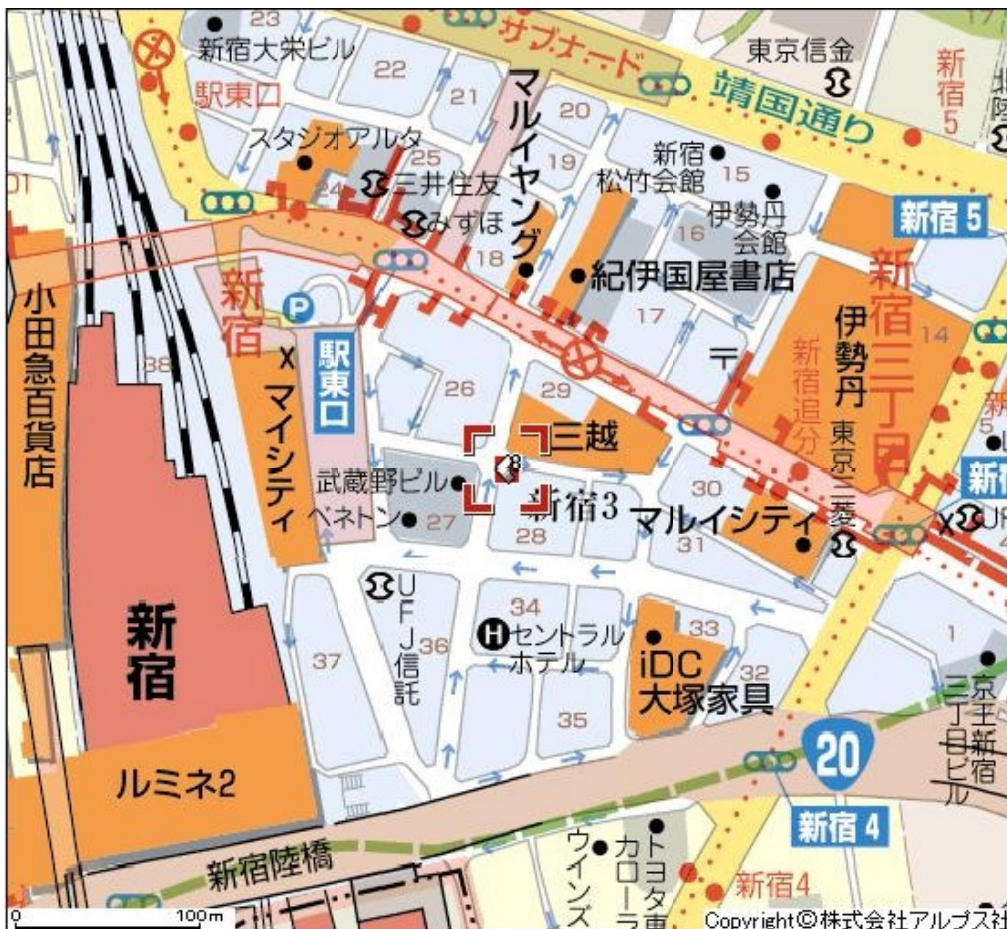 23
新宿大栄ビル
サブナード
東京信金
新宿5
17
駅東口
22
21
20
靖国通り
スタジオアルタ
25
24
三井住友
みずほ
マルイヤング
19
18
新宿松竹会館
15
伊勢丹会館
16
新宿5
紀伊国屋書店
17
〒
新宿三丁目
14
伊勢丹
新宿追分
東京三菱
小田急百貨店
38
新宿
P
駅東口
マイシティ
26
29
三越
武蔵野ビル
ベネトン
27
新宿3
28
30
マルイシティ
31
新宿
37
UFJ信託
36
34
H
セントラルホテル
35
iDC
大塚家具
33
32
1
京王新宿三丁目ビル
20
ルミネ2
新宿4
新宿陸橋
ウインズ
トヨタ東
カローラ
新宿4
0
100m
Copyright©株式会社アルプス社